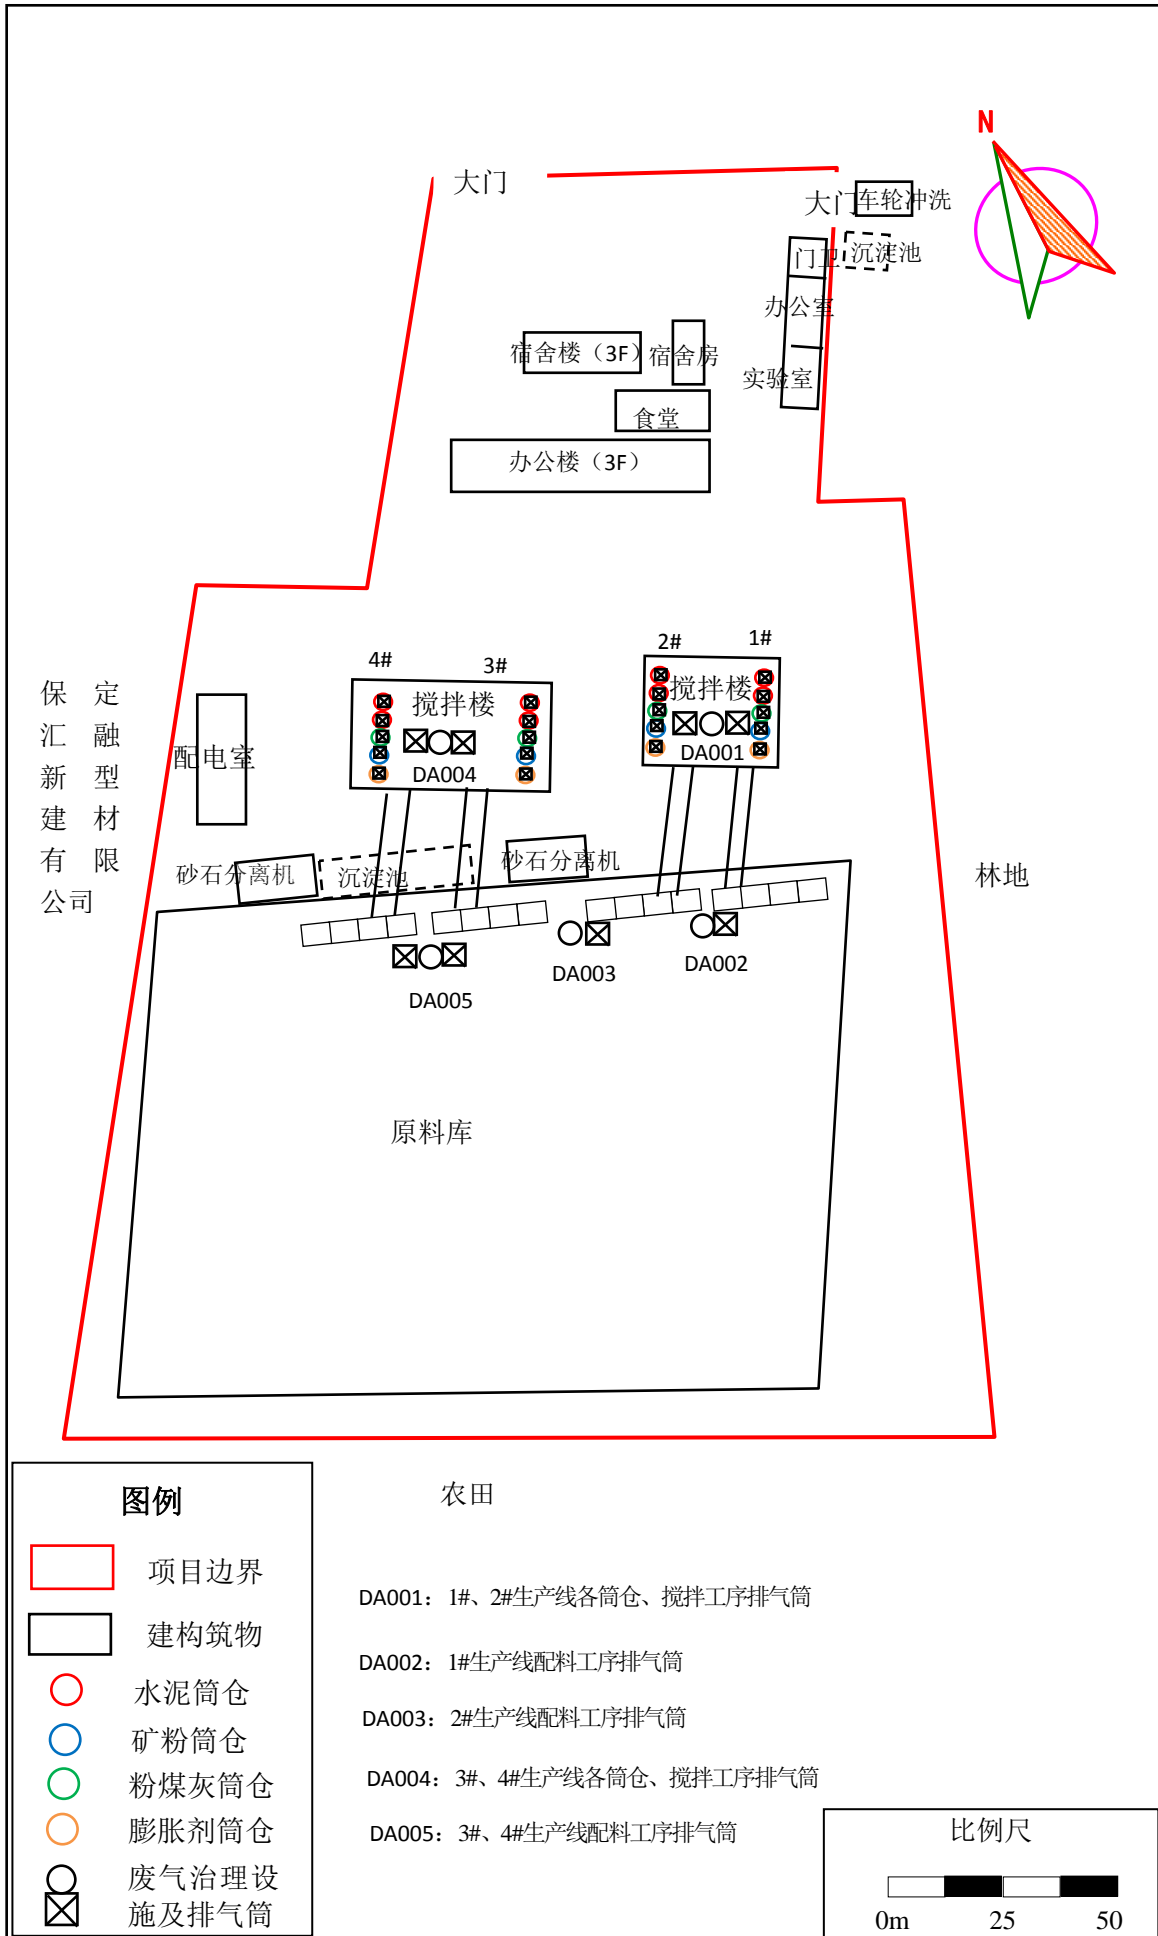 N
大门
大门
车轮冲洗
门卫
沉淀池
办公室
宿舍楼（3F）
宿舍房
实验室
食堂
办公楼（3F）
2#
1#
4#
3#
搅拌楼
搅拌楼
DA001
DA004
保定
汇融
新型
建材
有限
公司
配电室
砂石分离机
沉淀池
砂石分离机
林地
DA003
DA002
DA005
原料库
农田
图例
项目边界
建构筑物
水泥筒仓
矿粉筒仓
粉煤灰筒仓
膨胀剂筒仓
废气治理设
施及排气筒
DA001：1#、2#生产线各筒仓、搅拌工序排气筒
DA002：1#生产线配料工序排气筒
DA003：2#生产线配料工序排气筒
DA004：3#、4#生产线各筒仓、搅拌工序排气筒
DA005：3#、4#生产线配料工序排气筒
比例尺
0m 25 50